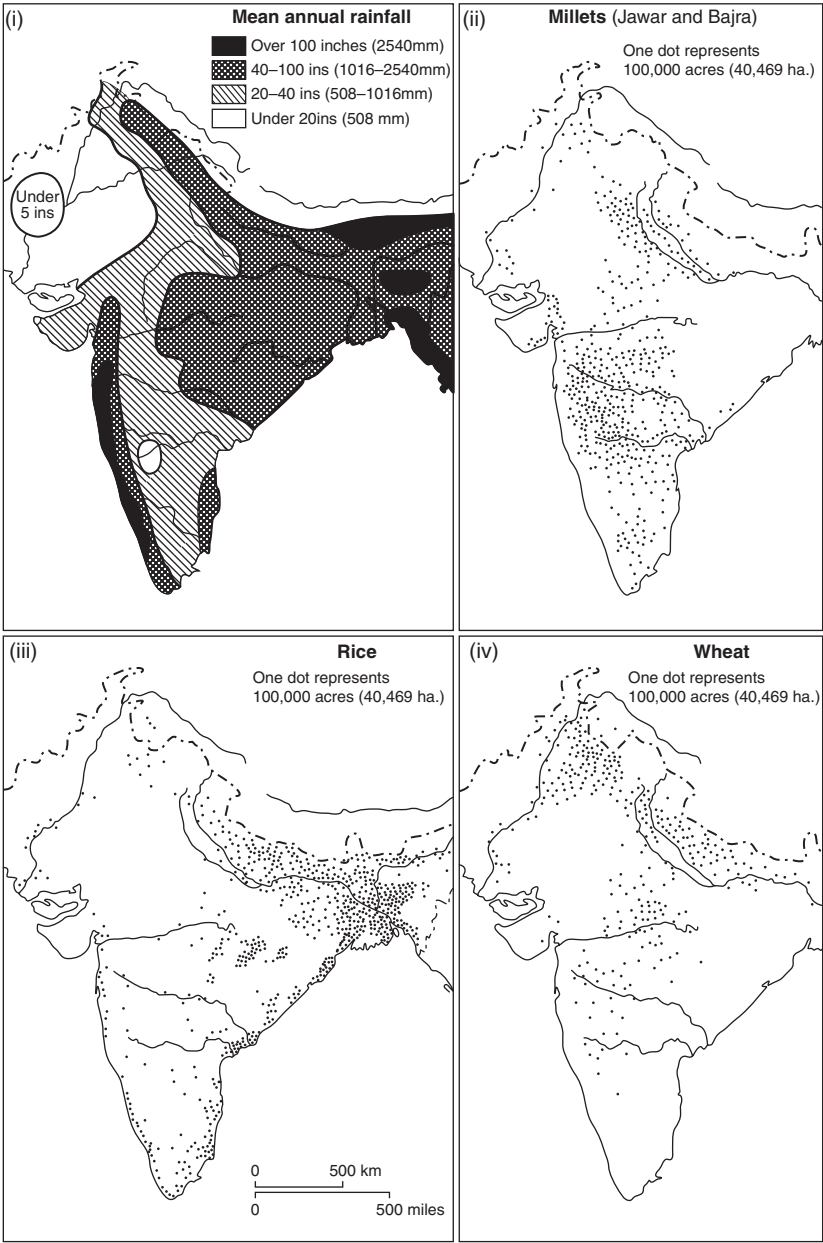 (i)
Mean annual rainfall
Over 100 inches (2540mm)
40–100 ins (1016–2540mm)
20–40 ins (508–1016mm)
Under 20ins (508 mm)
Under
5 ins
(ii)
Millets (Jawar and Bajra)
One dot represents
100,000 acres (40,469 ha.)
(iii)
Rice
One dot represents
100,000 acres (40,469 ha.)
0 500 km
0 500 miles
(iv)
Wheat
One dot represents
100,000 acres (40,469 ha.)